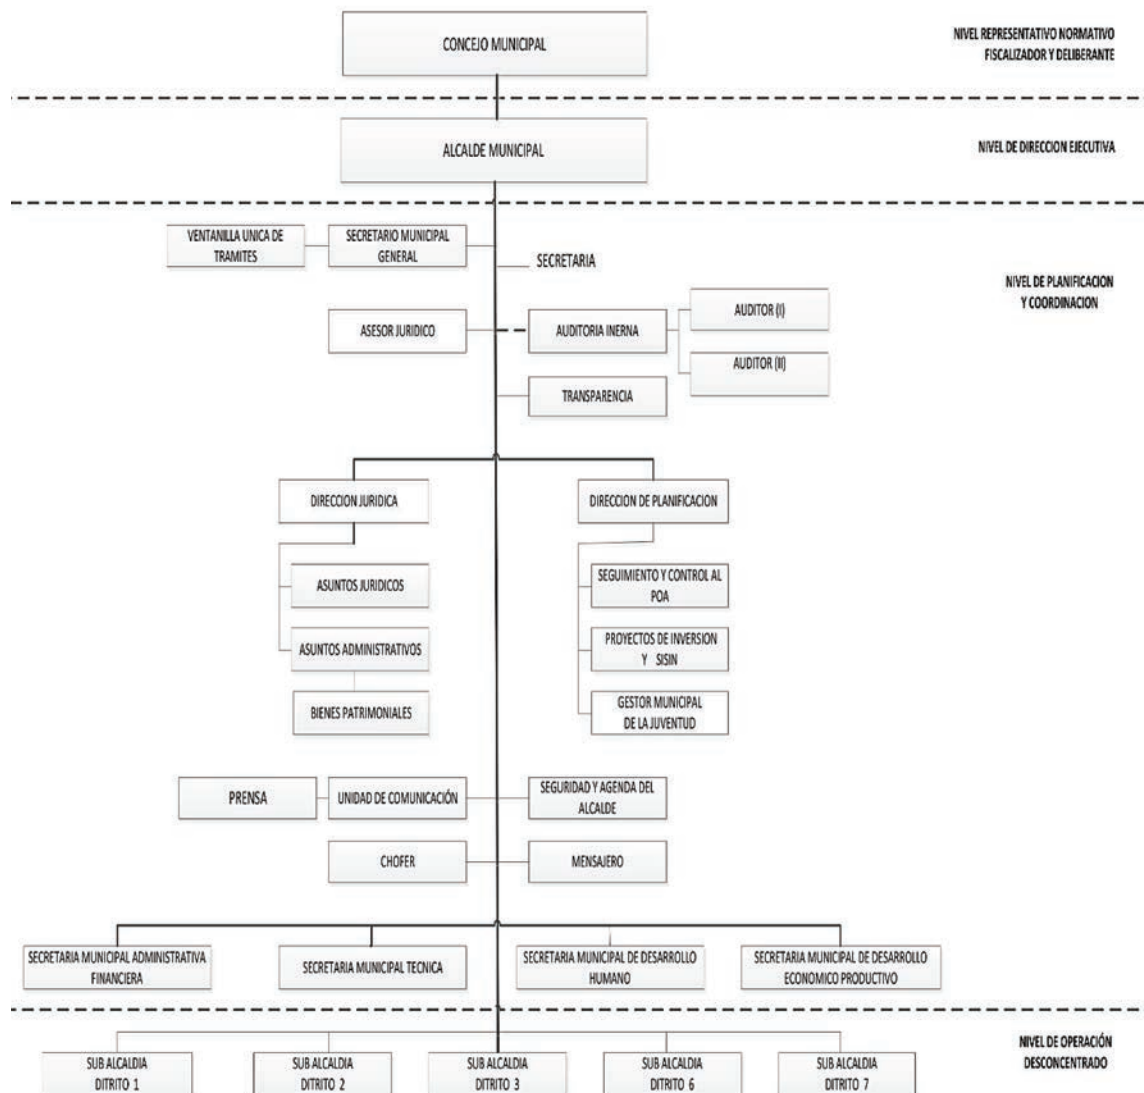 CONCEJO MUNICIPAL
NIVEL REPRESENTATIVO NORMATIVO
FISCALIZADOR Y DELIBERANTE
ALCALDE MUNICIPAL
NIVEL DE DIRECCION EJECUTIVA
VENTANILLA UNICA DE
TRAMITES
SECRETARIO MUNICIPAL
GENERAL
SECRETARIA
NIVEL DE PLANIFICACION
Y COORDINACION
ASESOR JURIDICO
AUDITORIA INERNA
AUDITOR (I)
AUDITOR (II)
TRANSPARENCIA
DIRECCION JURIDICA
DIRECCION DE PLANIFICACION
ASUNTOS JURIDICOS
SEGUIMIENTO Y CONTROL AL
POA
ASUNTOS ADMINISTRATIVOS
PROYECTOS DE INVERSION
Y SISIN
BIENES PATRIMONIALES
GESTOR MUNICIPAL
DE LA JUVENTUD
PRENSA
UNIDAD DE COMUNICACIÓN
SEGURIDAD Y AGENDA DEL
ALCALDE
CHOFER
MENSAJERO
SECRETARIA MUNICIPAL ADMINISTRATIVA
FINANCIERA
SECRETARIA MUNICIPAL TECNICA
SECRETARIA MUNICIPAL DE DESARROLLO
HUMANO
SECRETARIA MUNICIPAL DE DESARROLLO
ECONOMICO PRODUCTIVO
NIVEL DE OPERACIÓN
DESCONCENTRADO
SUB ALCALDIA
DITRITO 1
SUB ALCALDIA
DITRITO 2
SUB ALCALDIA
DITRITO 3
SUB ALCALDIA
DITRITO 6
SUB ALCALDIA
DITRITO 7